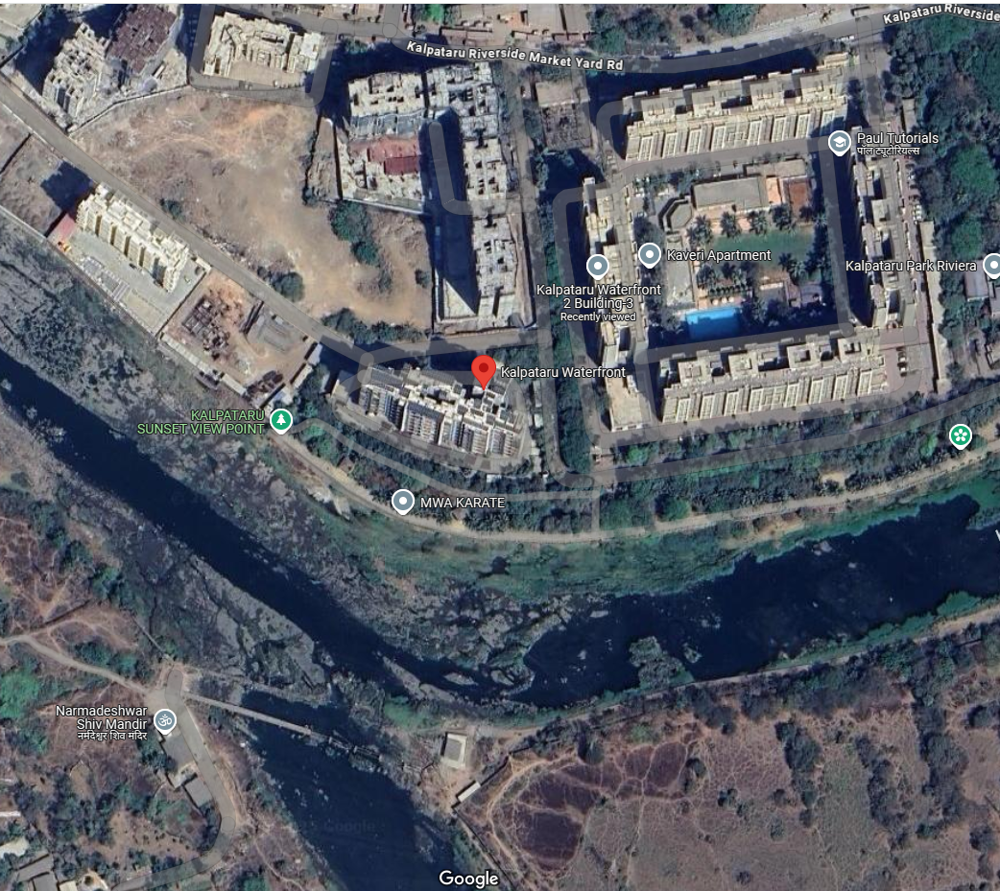 Kalpataru Riverside
Kalpataru Riverside Market Yard Rd
Paul Tutorials
पॉल ट्यूटोरियल्स
Kaveri Apartment
Kalpataru Park Riviera
Kalpataru Waterfront
2 Building-3
Recently viewed
Kalpataru Waterfront
KALPATARU
SUNSET VIEW POINT
MWA KARATE
Narmadeshwar
Shiv Mandir
नर्मदेश्वर शिव मंदिर
Google